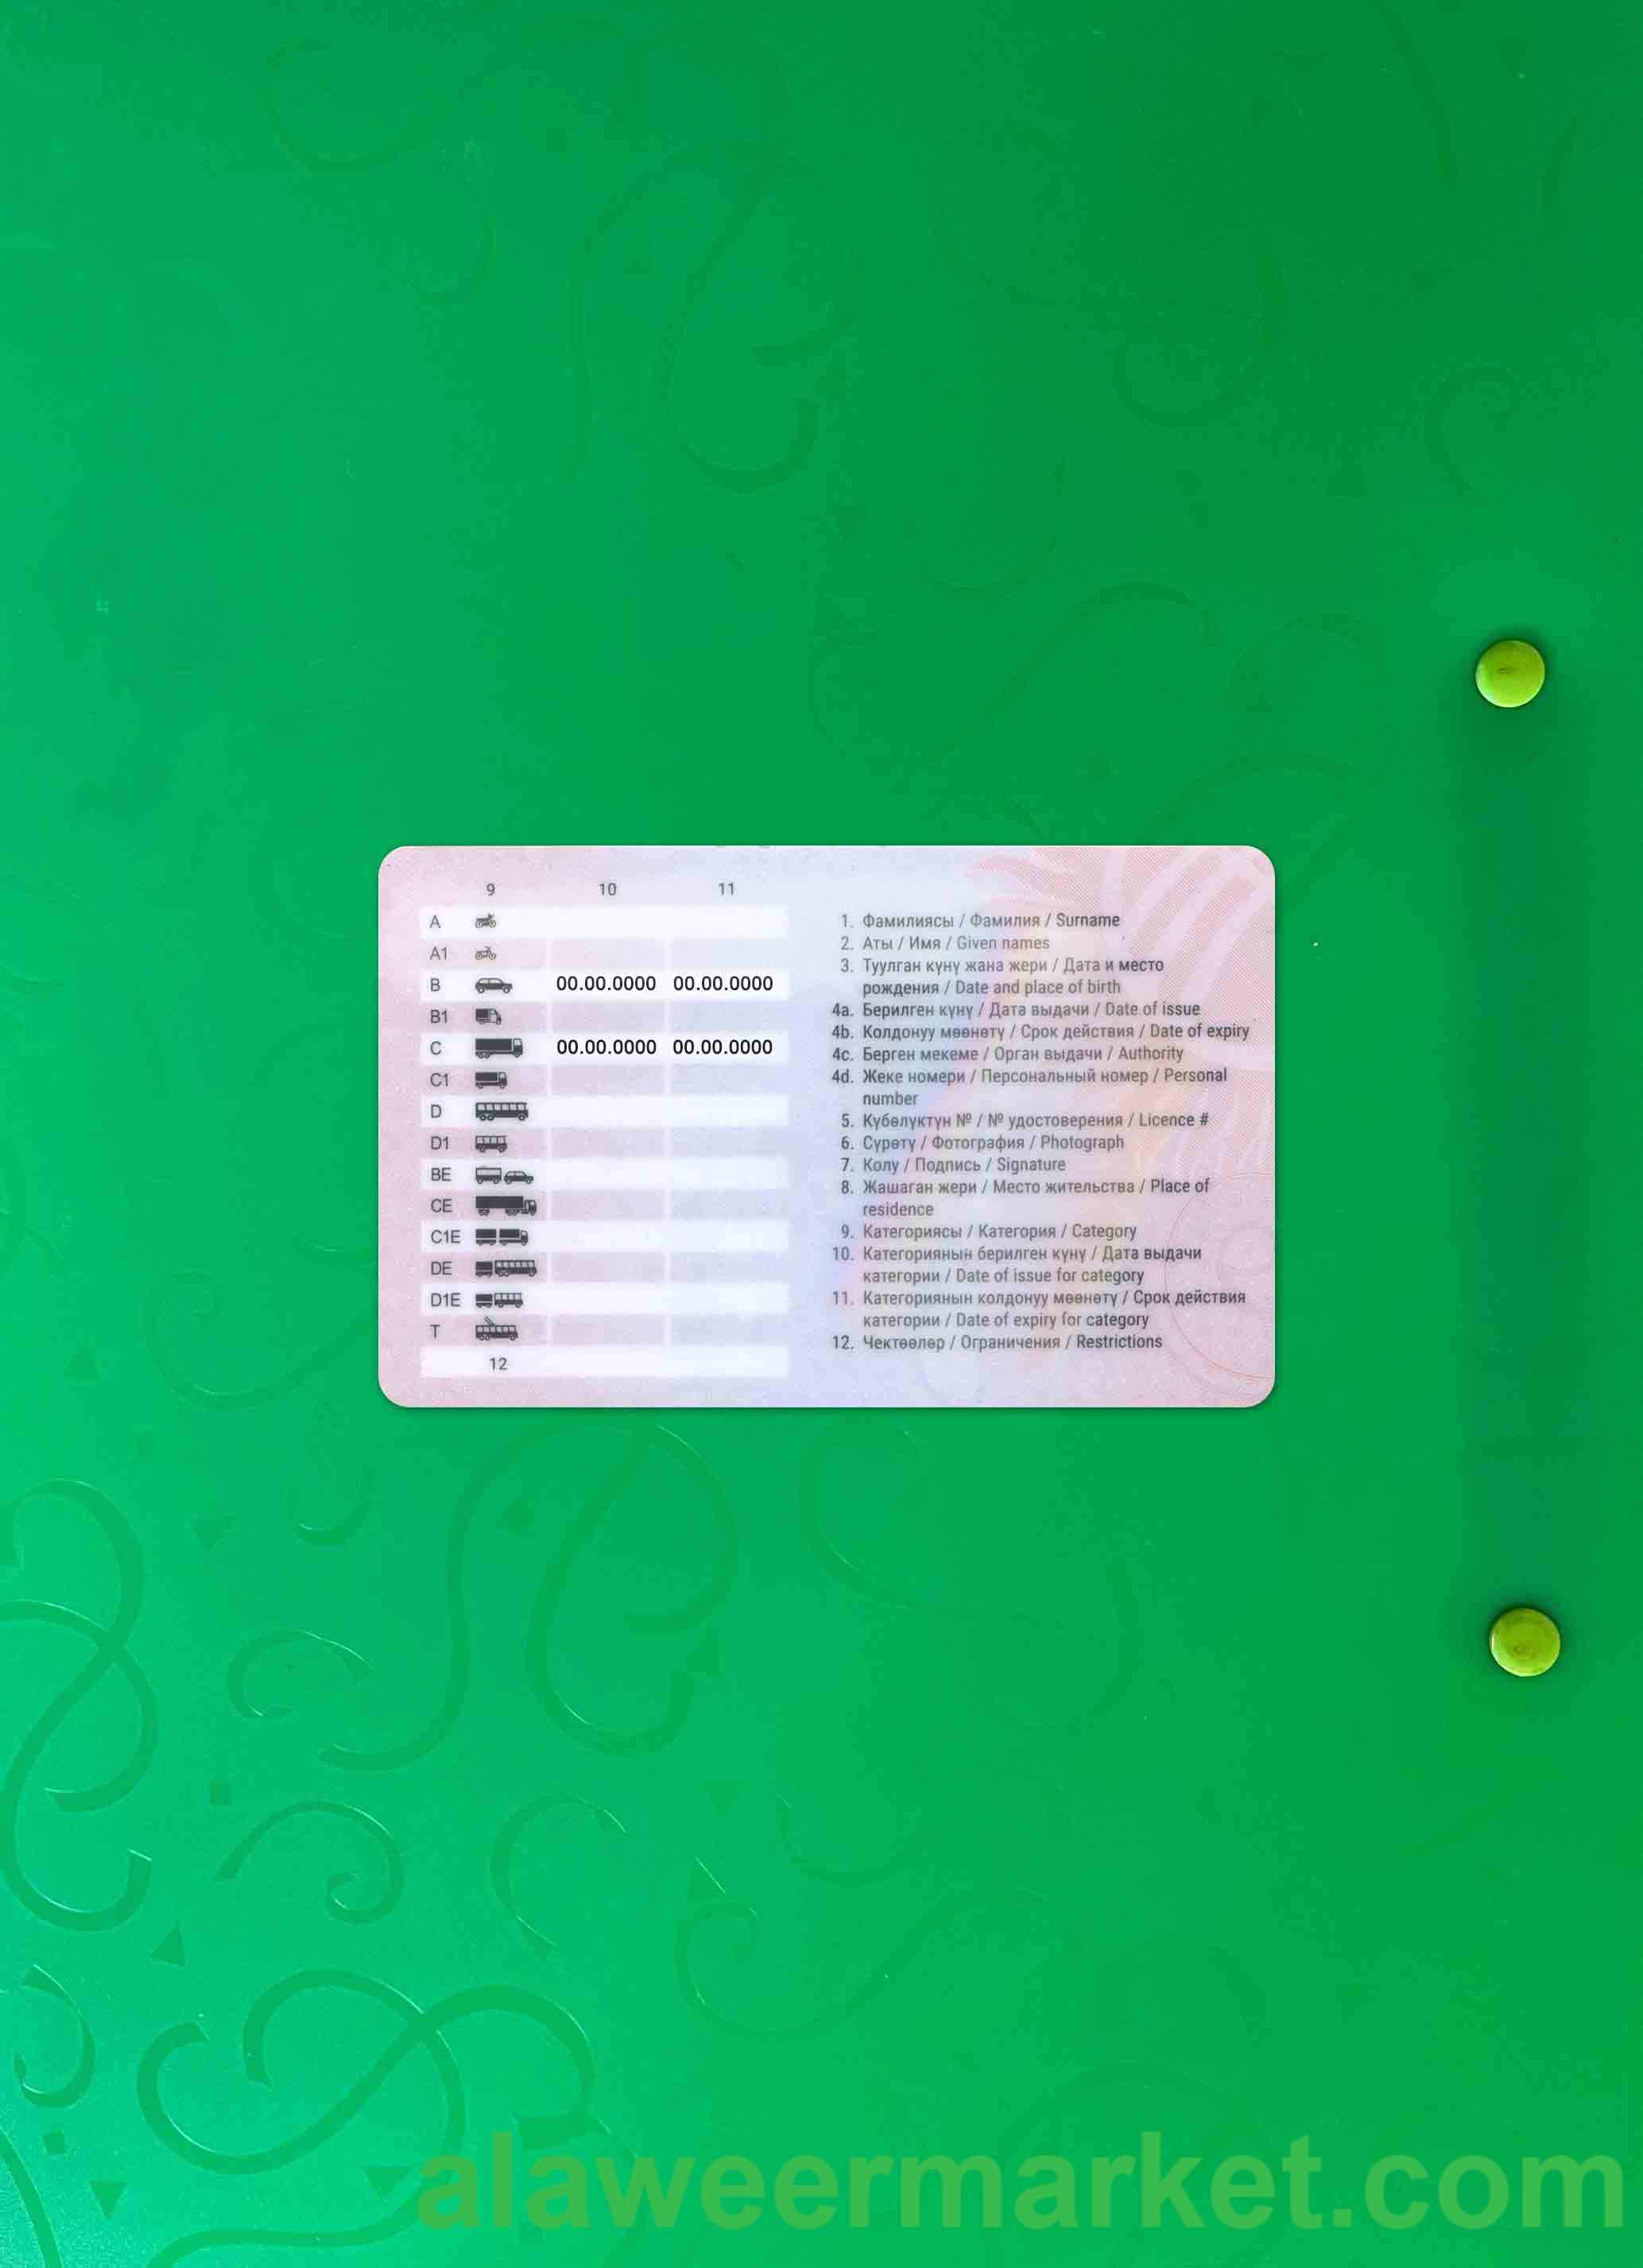 9 10 11
A
A1
B 00.00.0000 00.00.0000
B1
C 00.00.0000 00.00.0000
C1
D
D1
BE
CE
C1E
DE
D1E
T
12
1. Фамилиясы / Фамилия / Surname
2. Аты / Имя / Given names
3. Туулган күнү жана жери / Дата и место
рождения / Date and place of birth
4a. Берилген күнү / Дата выдачи / Date of issue
4b. Колдонуу мөөнөтү / Срок действия / Date of expiry
4c. Берген мекеме / Орган выдачи / Authority
4d. Жеке номери / Персональный номер / Personal
number
5. Күбөлүктүн № / № удостоверения / Licence #
6. Сүрөтү / Фотография / Photograph
7. Колу / Подпись / Signature
8. Жашаган жери / Место жительства / Place of
residence
9. Категориясы / Категория / Category
10. Категориянын берилген күнү / Дата выдачи
категории / Date of issue for category
11. Категориянын колдонуу мөөнөтү / Срок действия
категории / Date of expiry for category
12. Чектөөлөр / Ограничения / Restrictions
alaweermarket.com